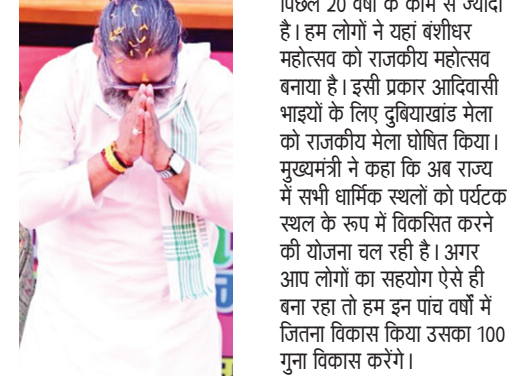 पिछले 20 वर्षों के काम से ज्यादा
है। हम लोगों ने यहां बंशीधर
महोत्सव को राजकीय महोत्सव
बनाया है। इसी प्रकार आदिवासी
भाइयों के लिए दुबियाखांड मेला
को राजकीय मेला घोषित किया।
मुख्यमंत्री ने कहा कि अब राज्य
में सभी धार्मिक स्थलों को पर्यटक
स्थल के रूप में विकसित करने
की योजना चल रही है। अगर
आप लोगों का सहयोग ऐसे ही
बना रहा तो हम इन पांच वर्षों में
जितना विकास किया उसका 100
गुना विकास करेंगे।